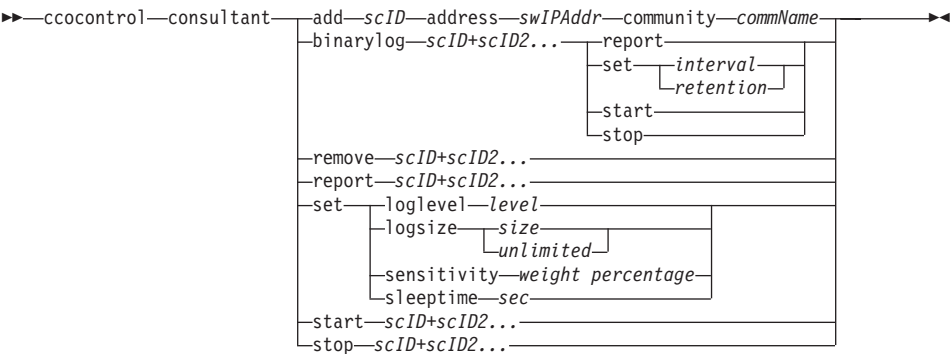 ccocontrol consultant add scID address swIPAddr community commName
binarylog scID+scID2... report
set interval
retention
start
stop
remove scID+scID2...
report scID+scID2...
set loglevel level
logsize size
unlimited
sensitivity weight percentage
sleeptime sec
start scID+scID2...
stop scID+scID2...